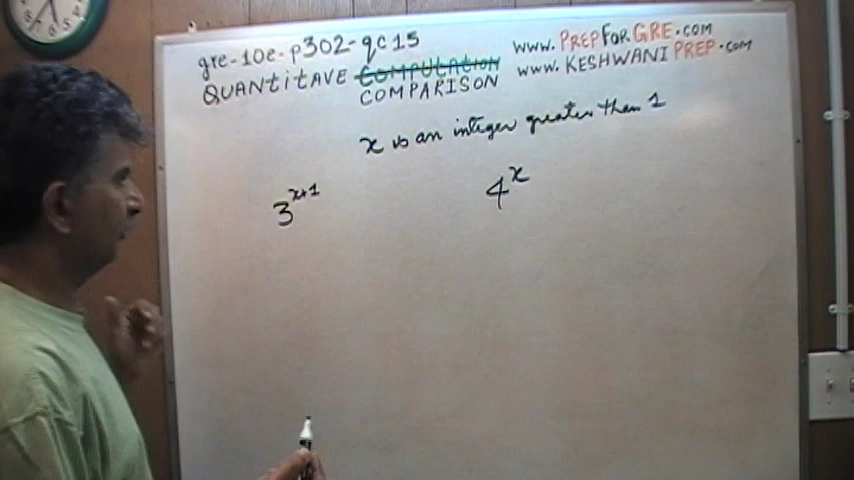 gre-10e-p302-qc15
www.PREPFORGRE.com
QUANtitAVE COMPUtAtION
COMPARISON
www.KESHWANIPREP.com
x is an integer greater than 1
3^{x+1}
4^x